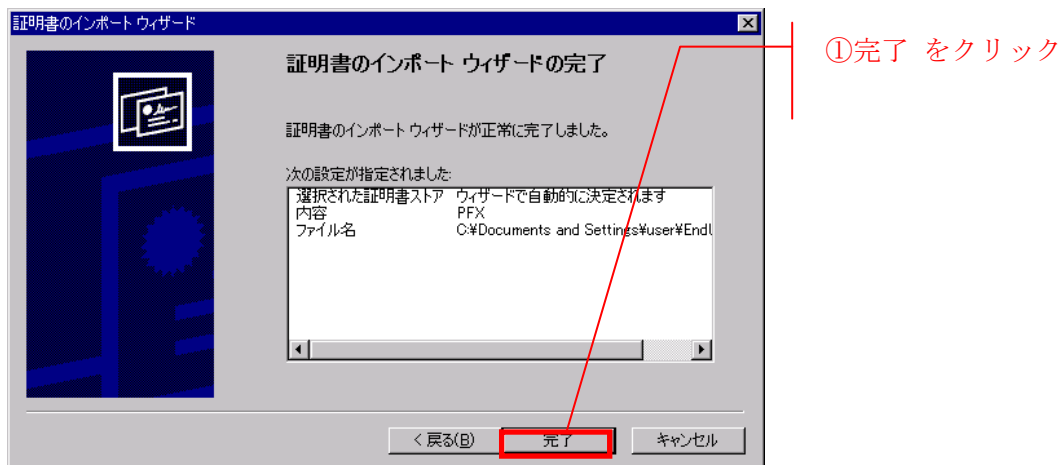 証明書のインポート ウィザード
証明書のインポート ウィザードの完了
①完了 をクリック
証明書のインポート ウィザードが正常に完了しました。
次の設定が指定されました:
選択された証明書ストア ウィザードで自動的に決定されます
内容 PFX
ファイル名 C:¥Documents and Settings¥user¥End
< 戻る(B) 完了 キャンセル